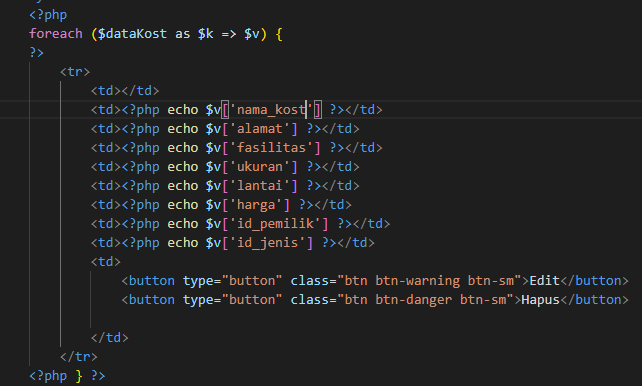 <?php
foreach ($dataKost as $k => $v) {
?>
<tr>
<td></td>
<td><?php echo $v['nama_kost'] ?></td>
<td><?php echo $v['alamat'] ?></td>
<td><?php echo $v['fasilitas'] ?></td>
<td><?php echo $v['ukuran'] ?></td>
<td><?php echo $v['lantai'] ?></td>
<td><?php echo $v['harga'] ?></td>
<td><?php echo $v['id_pemilik'] ?></td>
<td><?php echo $v['id_jenis'] ?></td>
<td>
<button type="button" class="btn btn-warning btn-sm">Edit</button>
<button type="button" class="btn btn-danger btn-sm">Hapus</button>
</td>
</tr>
<?php } ?>